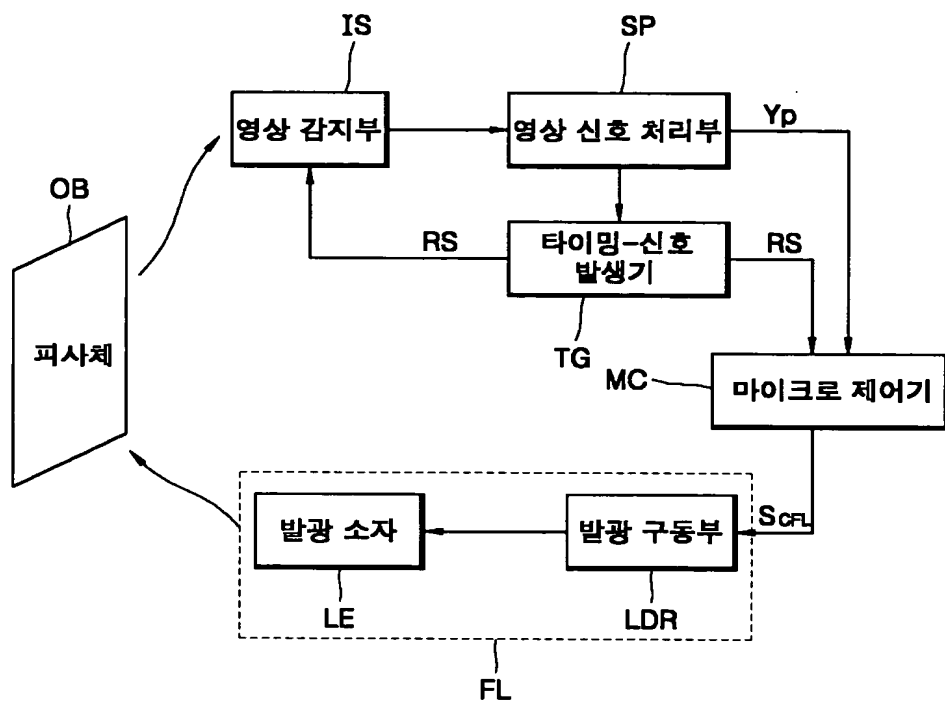 IS
SP
영상 감지부
영상 신호 처리부
Yp
OB
RS
타이밍-신호
발생기
RS
피사체
TG
MC
마이크로 제어기
SCFL
발광 소자
발광 구동부
LE
LDR
FL